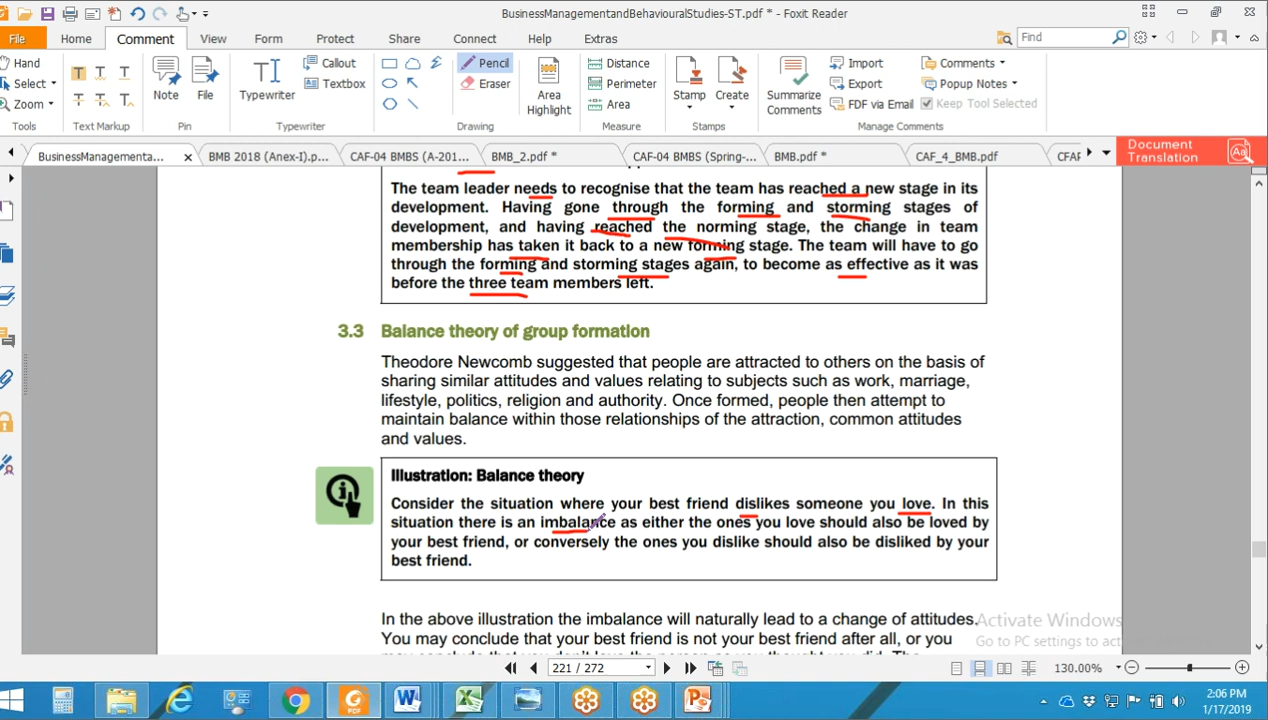 BusinessManagementandBehaviouralStudies-ST.pdf * - Foxit Reader
File Home Comment View Form Protect Share Connect Help Extras Find
Hand
Select
Zoom
Tools
Text Markup
Note
File
Pin
Typewriter
Callout
Textbox
Typewriter
Pencil
Eraser
Drawing
Area
Highlight
Distance
Perimeter
Area
Measure
Stamp
Create
Stamps
Summarize
Comments
Import
Export
FDF via Email
Comments
Popup Notes
Keep Tool Selected
Manage Comments
BusinessManagementa... BMB 2018 (Anex-I).p... CAF-04 BMBS (A-201... BMB_2.pdf * CAF-04 BMBS (Spring-... BMB.pdf * CAF_4_BMB.pdf CFAF
Document
Translation
The team leader needs to recognise that the team has reached a new stage in its
development. Having gone through the forming and storming stages of
development, and having reached the norming stage, the change in team
membership has taken it back to a new forming stage. The team will have to go
through the forming and storming stages again, to become as effective as it was
before the three team members left.
3.3 Balance theory of group formation
Theodore Newcomb suggested that people are attracted to others on the basis of
sharing similar attitudes and values relating to subjects such as work, marriage,
lifestyle, politics, religion and authority. Once formed, people then attempt to
maintain balance within those relationships of the attraction, common attitudes
and values.
Illustration: Balance theory
Consider the situation where your best friend dislikes someone you love. In this
situation there is an imbalance as either the ones you love should also be loved by
your best friend, or conversely the ones you dislike should also be disliked by your
best friend.
In the above illustration the imbalance will naturally lead to a change of attitudes.
You may conclude that your best friend is not your best friend after all, or you
Activate Windows
Go to PC settings to
221 / 272
130.00%
2:06 PM
1/17/2019